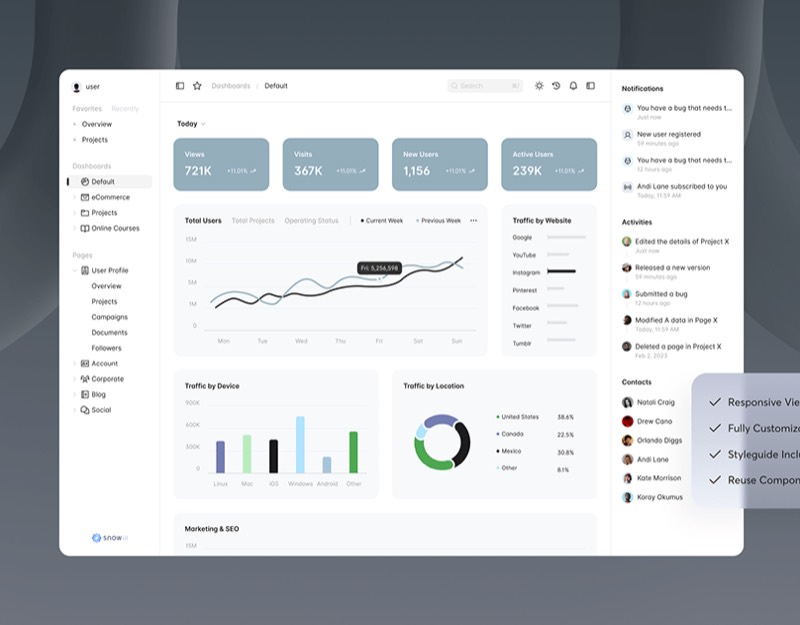 user
Favorites Recently
Overview
Projects
Dashboards
Default
eCommerce
Projects
Online Courses
Pages
User Profile
Overview
Projects
Campaigns
Documents
Followers
Account
Corporate
Blog
Social
snow
Dashboards / Default
Search
Today
Views
721K +11.01%
Visits
367K +11.01%
New Users
1,156 +11.01%
Active Users
239K +11.01%
Total Users Total Projects Operating Status Current Week Previous Week
15M
10M
5M
1M
0
Fri: 5,256,598
Mon Tue Wed Thu Fri Sat Sun
Traffic by Website
Google
YouTube
Instagram
Pinterest
Facebook
Twitter
Tumblr
Traffic by Device
900K
600K
300K
0
Linux Mac iOS Windows Android Other
Traffic by Location
United States 38.6%
Canada 22.5%
Mexico 30.8%
Other 8.1%
Marketing & SEO
15M
Notifications
You have a bug that needs t...
Just now
New user registered
59 minutes ago
You have a bug that needs t...
12 hours ago
Andi Lane subscribed to you
Today, 11:59 AM
Activities
Edited the details of Project X
Just now
Released a new version
59 minutes ago
Submitted a bug
12 hours ago
Modified A data in Page X
Today, 11:59 AM
Deleted a page in Project X
Feb 2, 2023
Contacts
Natali Craig
Drew Cano
Orlando Diggs
Andi Lane
Kate Morrison
Koray Okumus
Responsive Vie
Fully Customiz
Styleguide Inclu
Reuse Compon